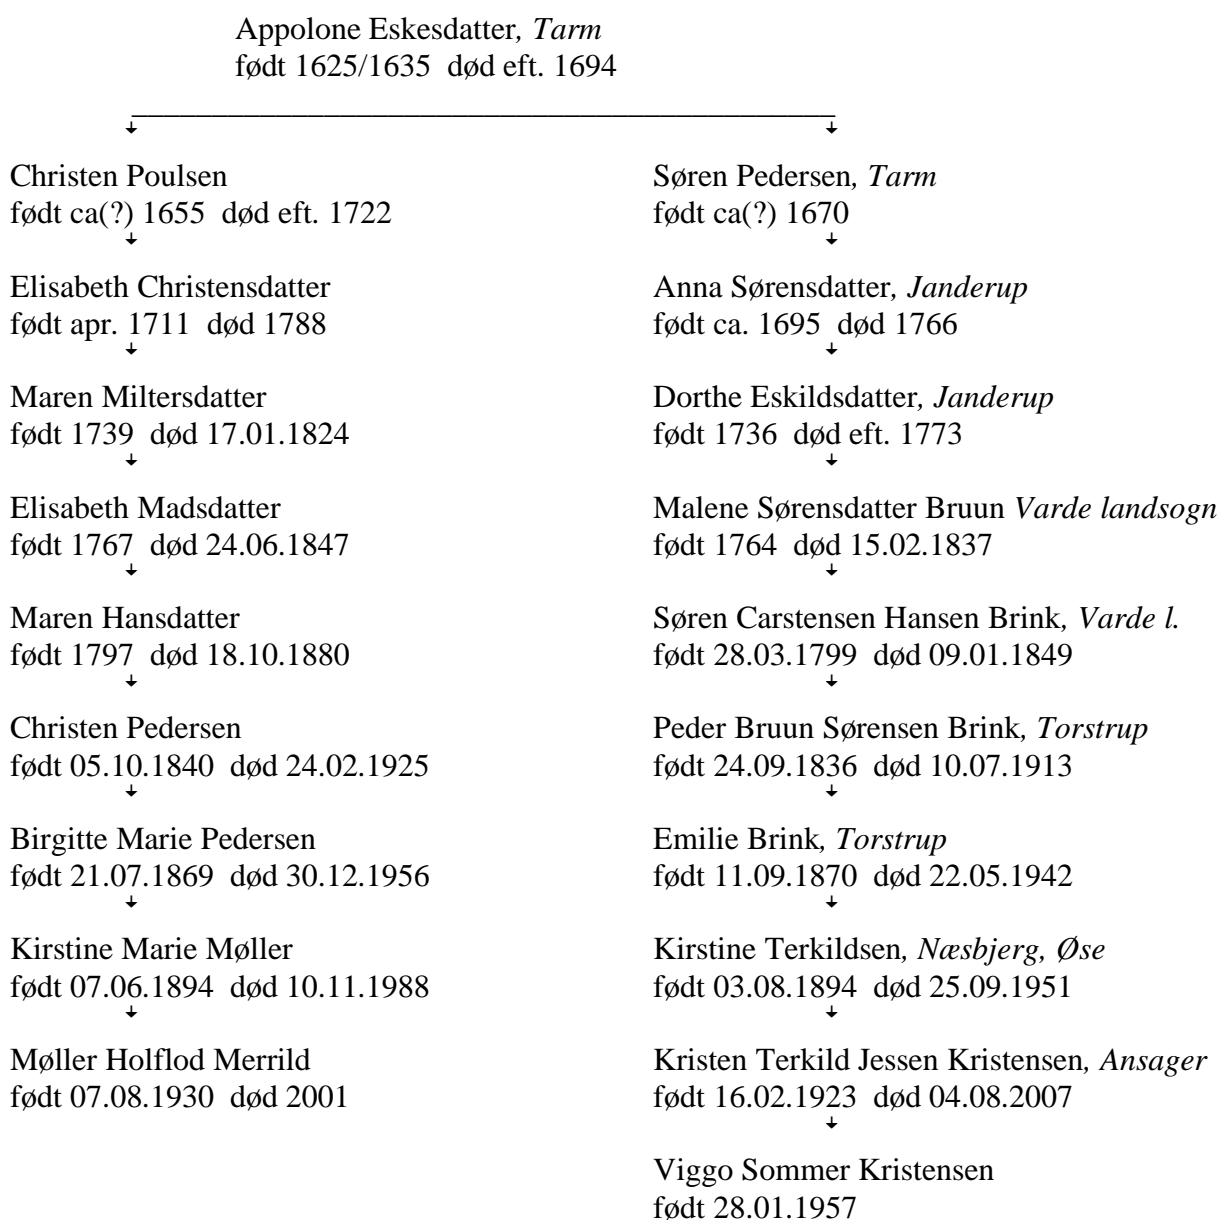 Appolone Eskesdatter, Tarm
født 1625/1635 død eft. 1694
Christen Poulsen
født ca(?) 1655 død eft. 1722
Elisabeth Christensdatter
født apr. 1711 død 1788
Maren Miltersdatter
født 1739 død 17.01.1824
Elisabeth Madsdatter
født 1767 død 24.06.1847
Maren Hansdatter
født 1797 død 18.10.1880
Christen Pedersen
født 05.10.1840 død 24.02.1925
Birgitte Marie Pedersen
født 21.07.1869 død 30.12.1956
Kirstine Marie Møller
født 07.06.1894 død 10.11.1988
Møller Holflod Merrild
født 07.08.1930 død 2001
Søren Pedersen, Tarm
født ca(?) 1670
Anna Sørensdatter, Janderup
født ca. 1695 død 1766
Dorthe Eskildsdatter, Janderup
født 1736 død eft. 1773
Malene Sørensdatter Bruun Varde landsogn
født 1764 død 15.02.1837
Søren Carstensen Hansen Brink, Varde l.
født 28.03.1799 død 09.01.1849
Peder Bruun Sørensen Brink, Torstrup
født 24.09.1836 død 10.07.1913
Emilie Brink, Torstrup
født 11.09.1870 død 22.05.1942
Kirstine Terkildsen, Næsbjerg, Øse
født 03.08.1894 død 25.09.1951
Kristen Terkild Jessen Kristensen, Ansager
født 16.02.1923 død 04.08.2007
Viggo Sommer Kristensen
født 28.01.1957